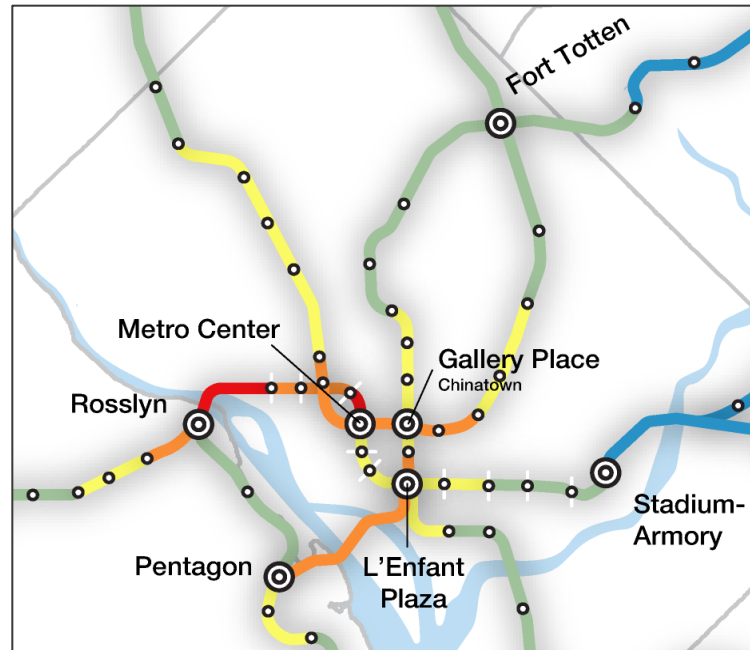 Fort Totten
Metro Center
Gallery Place
Chinatown
Rosslyn
Stadium-
Armory
Pentagon
L'Enfant
Plaza